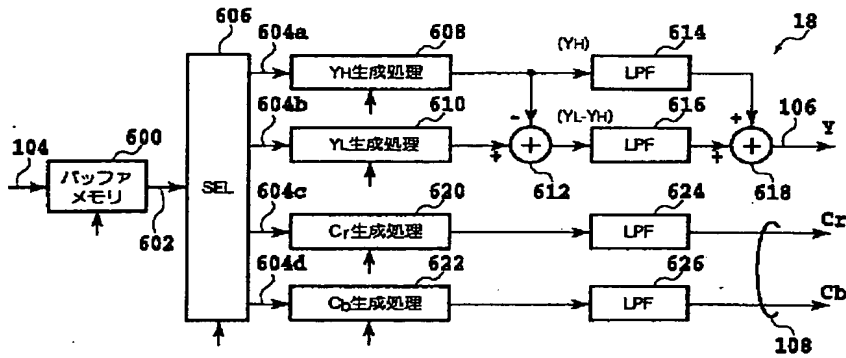 606
604a
608
(YH)
614
18
YH生成処理
LPF
604b
610
-
(YL-YH)
616
+
106
Y
104
600
YL生成処理
+
+
LPF
+
+
バッファ
メモリ
SEL
612
618
602
604c
620
624
Cr生成処理
LPF
Cr
604d
622
626
Cb生成処理
LPF
Cb
108